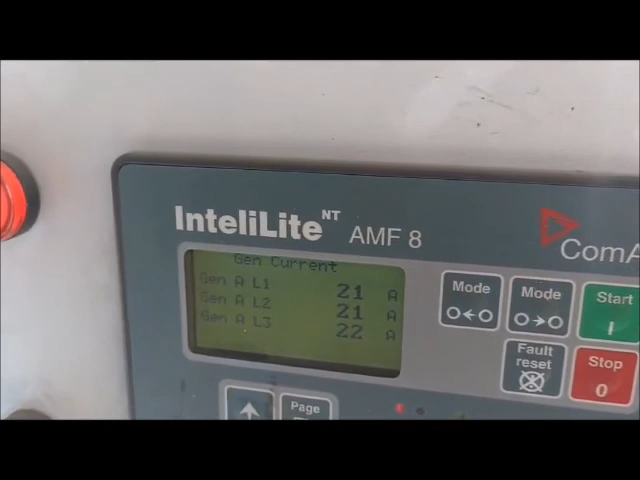 InteliLite NT AMF 8
ComA
Gen Current
Gen A L1 21 A
Gen A L2 21 A
Gen A L3 22 A
Mode
Mode
Start
I
Fault
reset
Stop
0
Page